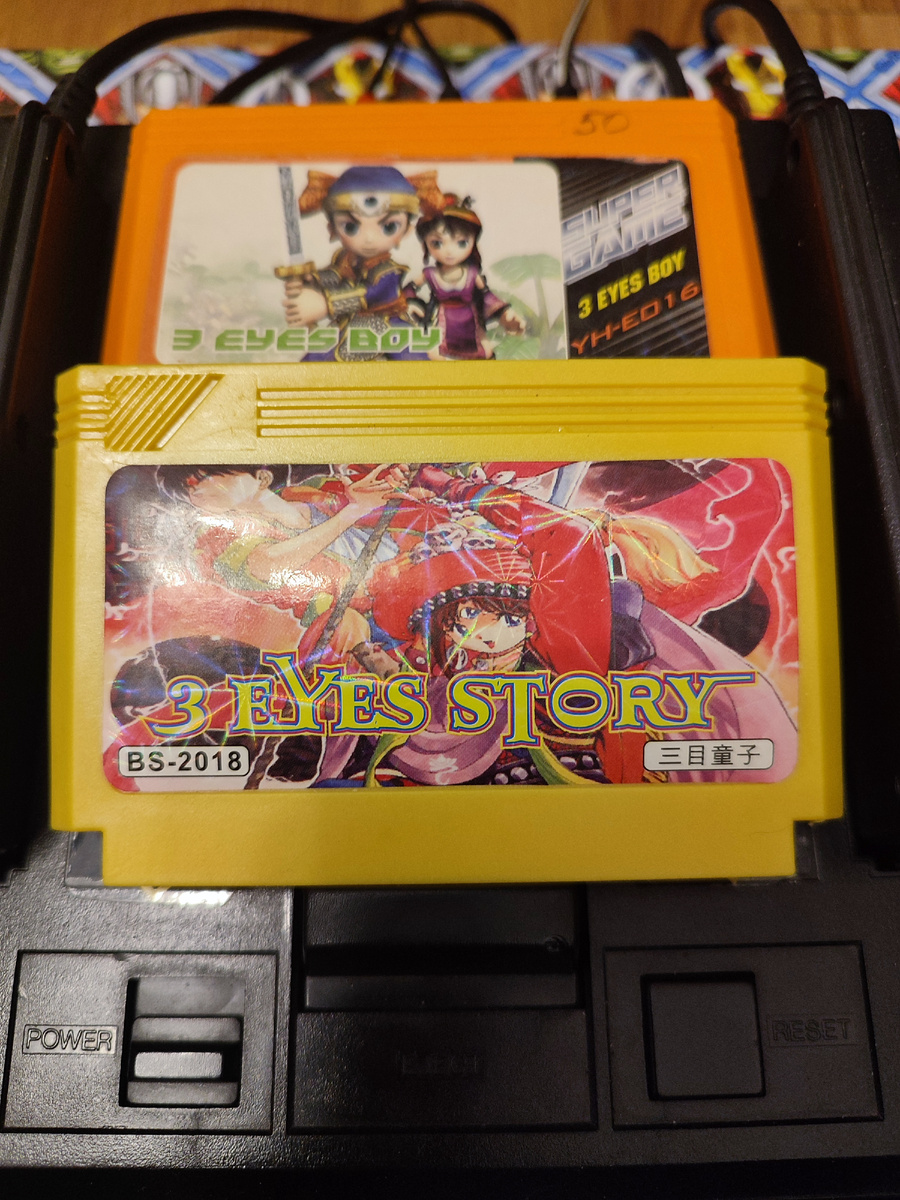 50
SUPER
GAME
3 EYES BOY
YH-E016
3 EYES BOY
3 EYES STORY
BS-2018
三目童子
POWER
RESET